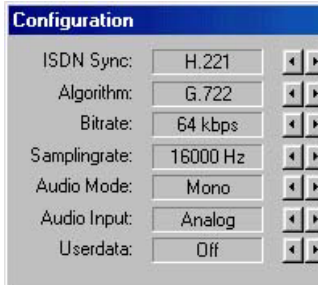 Configuration
ISDN Sync: H.221
Algorithm: G.722
Bitrate: 64 kbps
Samplingrate: 16000 Hz
Audio Mode: Mono
Audio Input: Analog
Userdata: Off